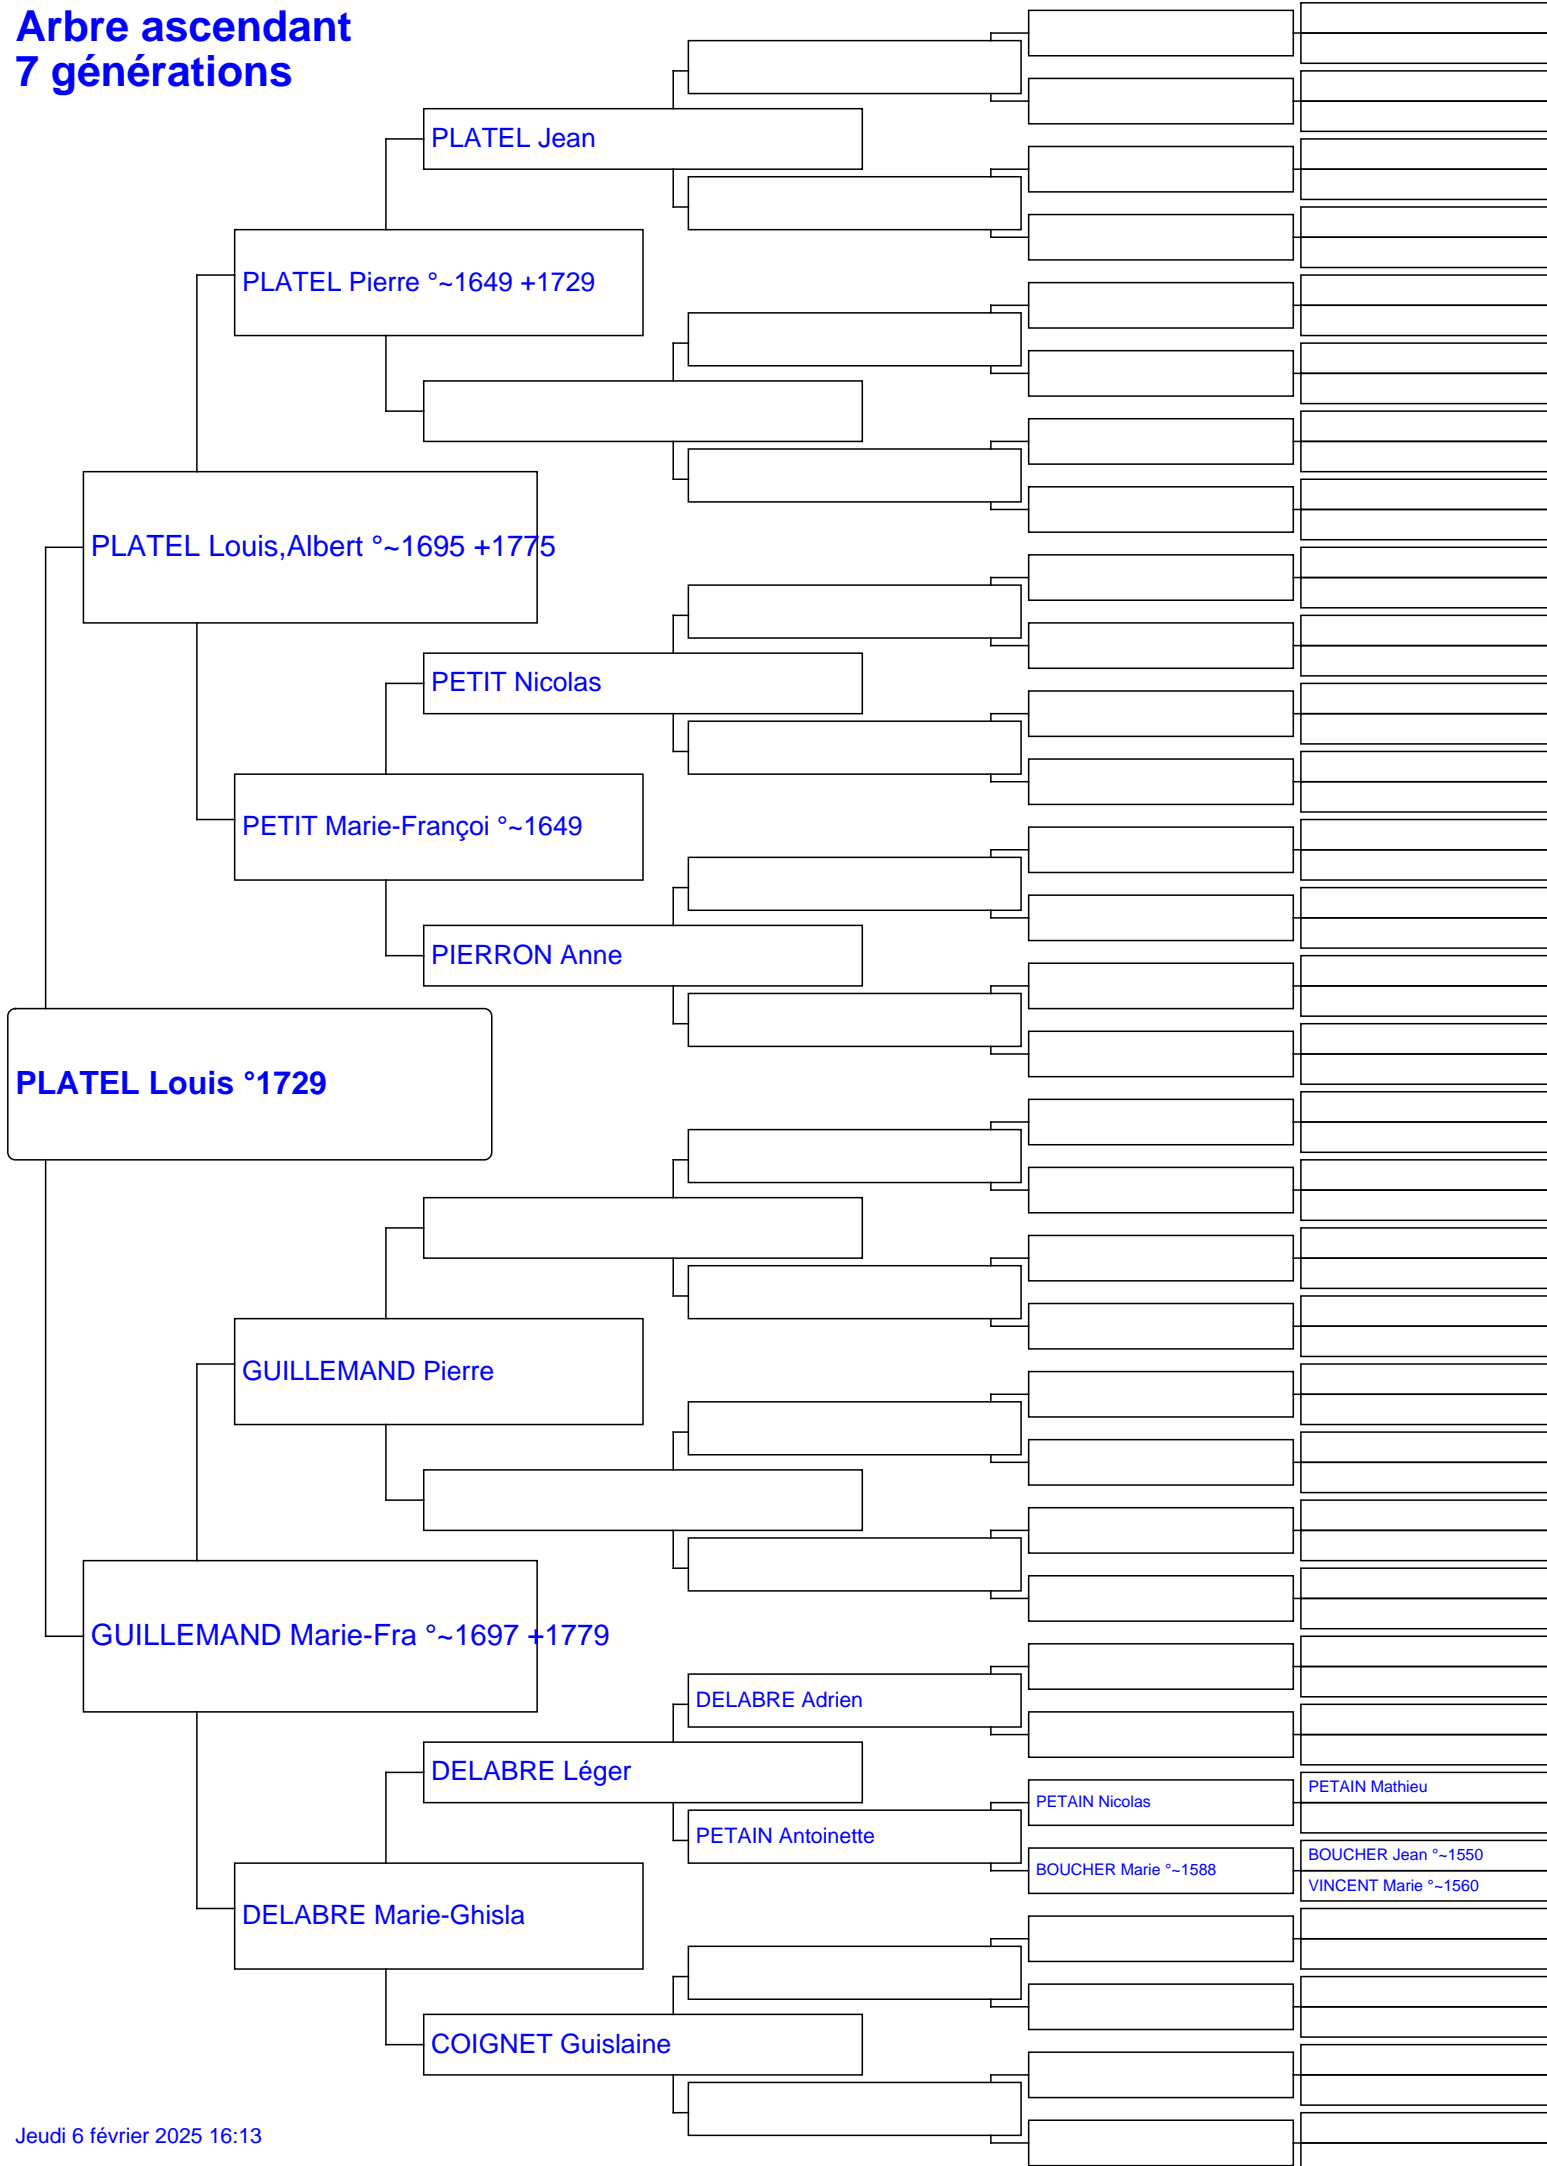 Arbre ascendant
7 générations
PLATEL Jean
PLATEL Pierre °~1649 +1729
PLATEL Louis,Albert °~1695 +1775
PETIT Nicolas
PETIT Marie-Françoi °~1649
PIERRON Anne
PLATEL Louis °1729
GUILLEMAND Pierre
GUILLEMAND Marie-Fra °~1697 +1779
DELABRE Adrien
DELABRE Léger
PETAIN Mathieu
PETAIN Nicolas
PETAIN Antoinette
BOUCHER Jean °~1550
BOUCHER Marie °~1588
VINCENT Marie °~1560
DELABRE Marie-Ghisla
COIGNET Guislaine
Jeudi 6 février 2025 16:13